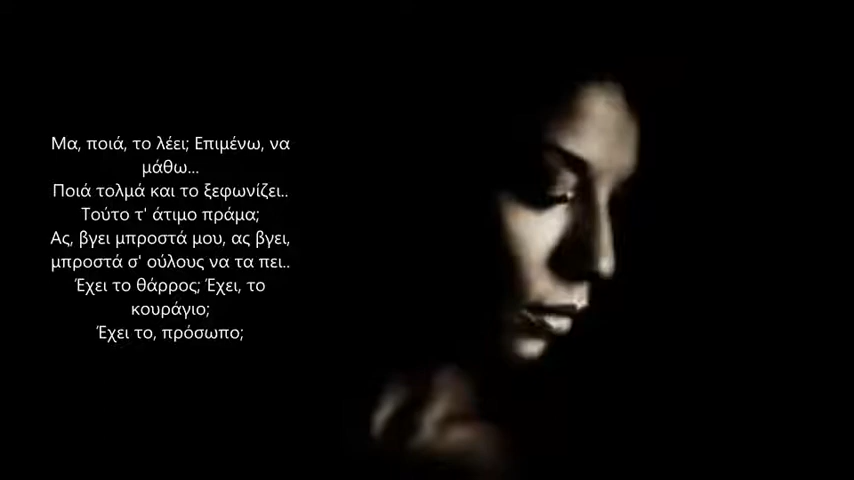 Μα, ποιά, το λέει; Επιμένω, να
μάθω...
Ποιά τολμά και το ξεφωνίζει..
Τούτο τ' άτιμο πράμα;
Ας, βγει μπροστά μου, ας βγει,
μπροστά σ' ούλους να τα πει..
Έχει το θάρρος; Έχει, το
κουράγιο;
Έχει το, πρόσωπο;